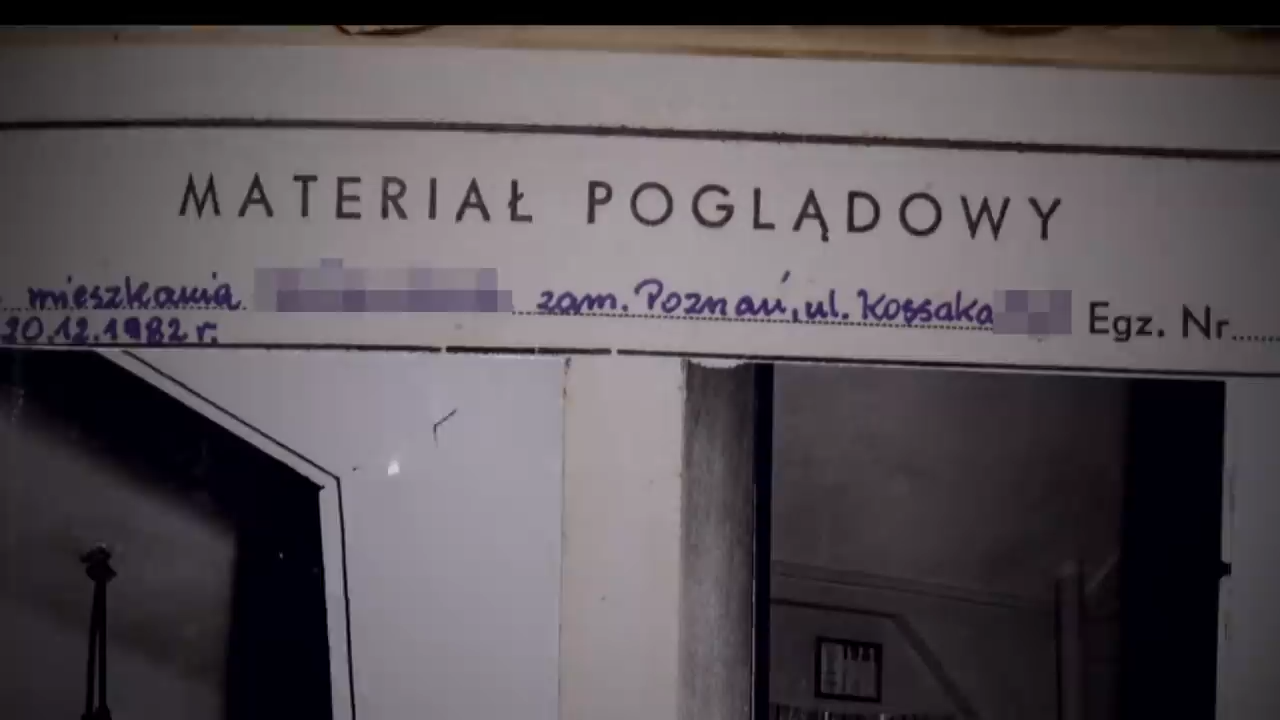 MATERIAŁ POGLĄDOWY
mieszkania zam. Poznań, ul. Kossaka Egz. Nr
20.12.1982 r.